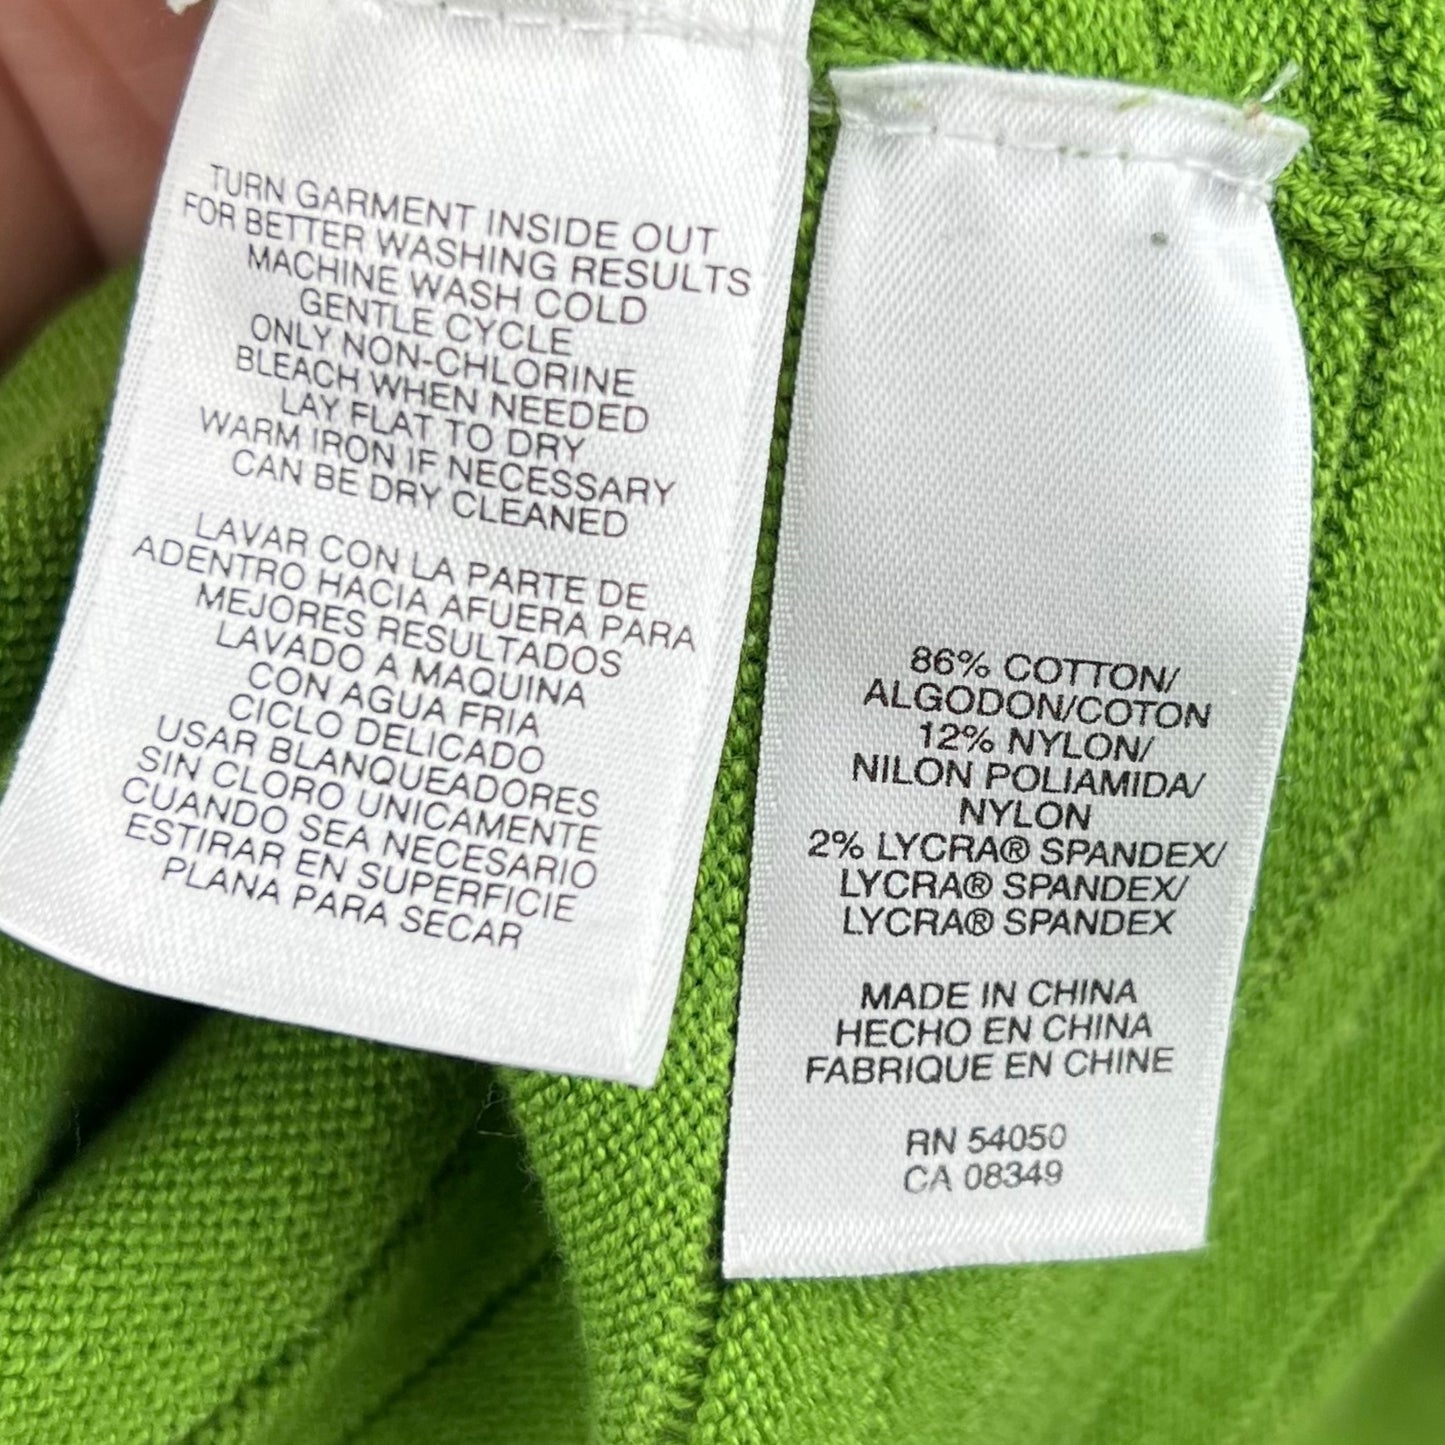 TURN GARMENT INSIDE OUT
FOR BETTER WASHING RESULTS
MACHINE WASH COLD
GENTLE CYCLE
ONLY NON-CHLORINE
BLEACH WHEN NEEDED
LAY FLAT TO DRY
WARM IRON IF NECESSARY
CAN BE DRY CLEANED
LAVAR CON LA PARTE DE
ADENTRO HACIA AFUERA PARA
MEJORES RESULTADOS
LAVADO A MAQUINA
CON AGUA FRIA
CICLO DELICADO
USAR BLANQUEADORES
SIN CLORO UNICAMENTE
CUANDO SEA NECESARIO
ESTIRAR EN SUPERFICIE
PLANA PARA SECAR
86% COTTON/
ALGODON/COTON
12% NYLON/
NILON POLIAMIDA/
NYLON
2% LYCRA® SPANDEX/
LYCRA® SPANDEX/
LYCRA® SPANDEX
MADE IN CHINA
HECHO EN CHINA
FABRIQUE EN CHINE
RN 54050
CA 08349